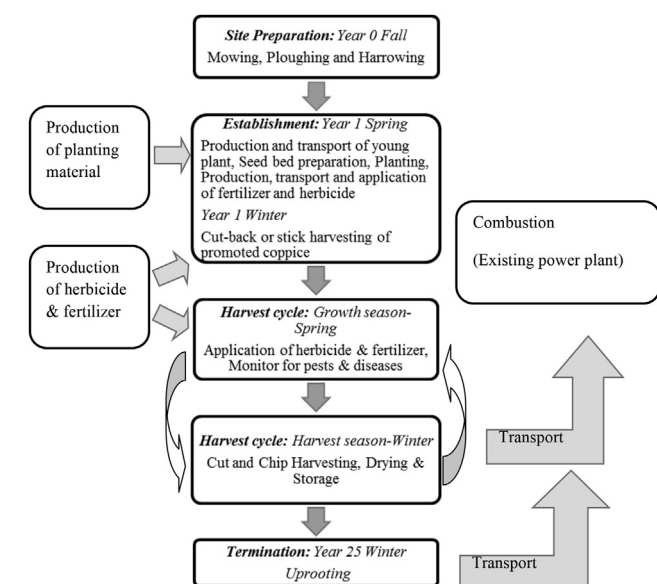 Site Preparation: Year 0 Fall
Mowing, Ploughing and Harrowing
Production
of planting
material
Establishment: Year 1 Spring
Production and transport of young
plant, Seed bed preparation, Planting,
Production, transport and application
of fertilizer and herbicide
Year 1 Winter
Cut-back or stick harvesting of
promoted coppice
Combustion
(Existing power plant)
Production
of herbicide
& fertilizer
Harvest cycle: Growth season-
Spring
Application of herbicide & fertilizer,
Monitor for pests & diseases
Harvest cycle: Harvest season-Winter
Cut and Chip Harvesting, Drying &
Storage
Transport
Termination: Year 25 Winter
Uprooting
Transport